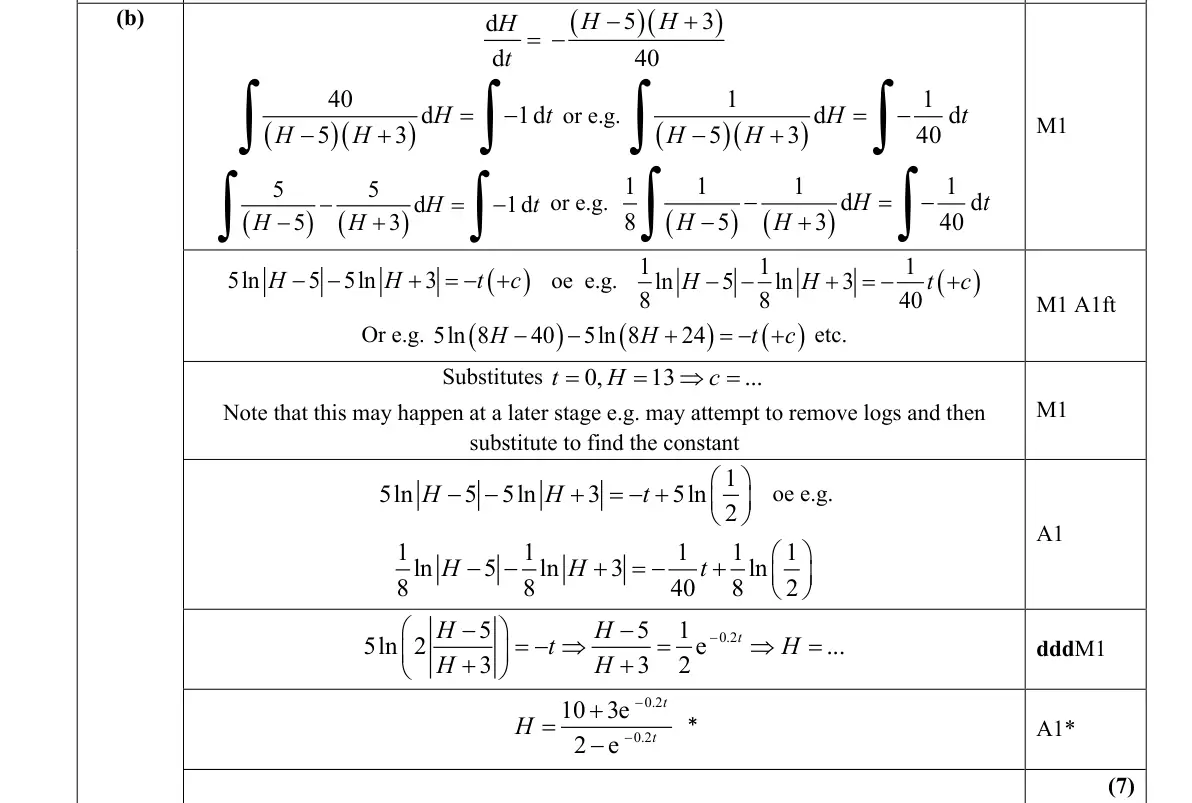 (b)
dH/dt = −(H − 5)(H + 3)/40
∫ 40/((H − 5)(H + 3)) dH = ∫ −1 dt or e.g. ∫ 1/((H − 5)(H + 3)) dH = ∫ −1/40 dt
M1
∫ 5/(H − 5) − 5/(H + 3) dH = ∫ −1 dt or e.g. 1/8 ∫ 1/(H − 5) − 1/(H + 3) dH = ∫ −1/40 dt
5 ln|H − 5| − 5 ln|H + 3| = −t (+c) oe e.g. 1/8 ln|H − 5| − 1/8 ln|H + 3| = −1/40 t (+c)
M1 A1ft
Or e.g. 5 ln(8H − 40) − 5 ln(8H + 24) = −t (+c) etc.
Substitutes t = 0, H = 13 ⇒ c = ...
M1
Note that this may happen at a later stage e.g. may attempt to remove logs and then
substitute to find the constant
5 ln|H − 5| − 5 ln|H + 3| = −t + 5 ln(1/2) oe e.g.
A1
1/8 ln|H − 5| − 1/8 ln|H + 3| = −1/40 t + 1/8 ln(1/2)
5 ln(2|(H − 5)/(H + 3)|) = −t ⇒ (H − 5)/(H + 3) = 1/2 e^(−0.2t) ⇒ H = ...
dddM1
H = (10 + 3e^(−0.2t))/(2 − e^(−0.2t)) *
A1*
(7)